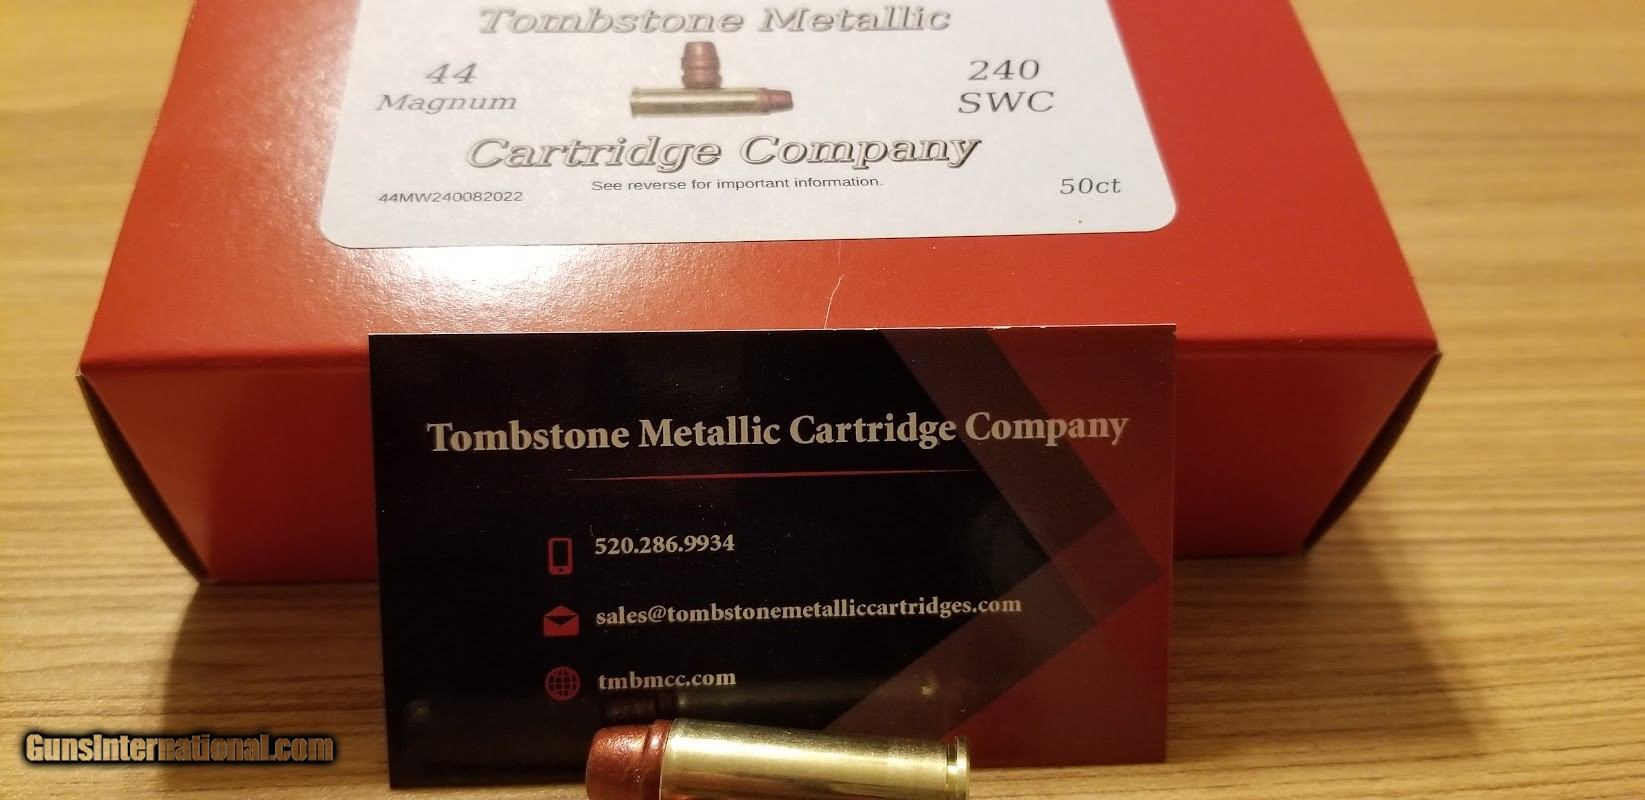 Tombstone Metallic
44
Magnum
240
SWC
Cartridge Company
See reverse for important information.
44MW240082022
50ct
Tombstone Metallic Cartridge Company
520.286.9934
sales@tombstonemetalliccartridges.com
tmbmcc.com
GunsInternational.com